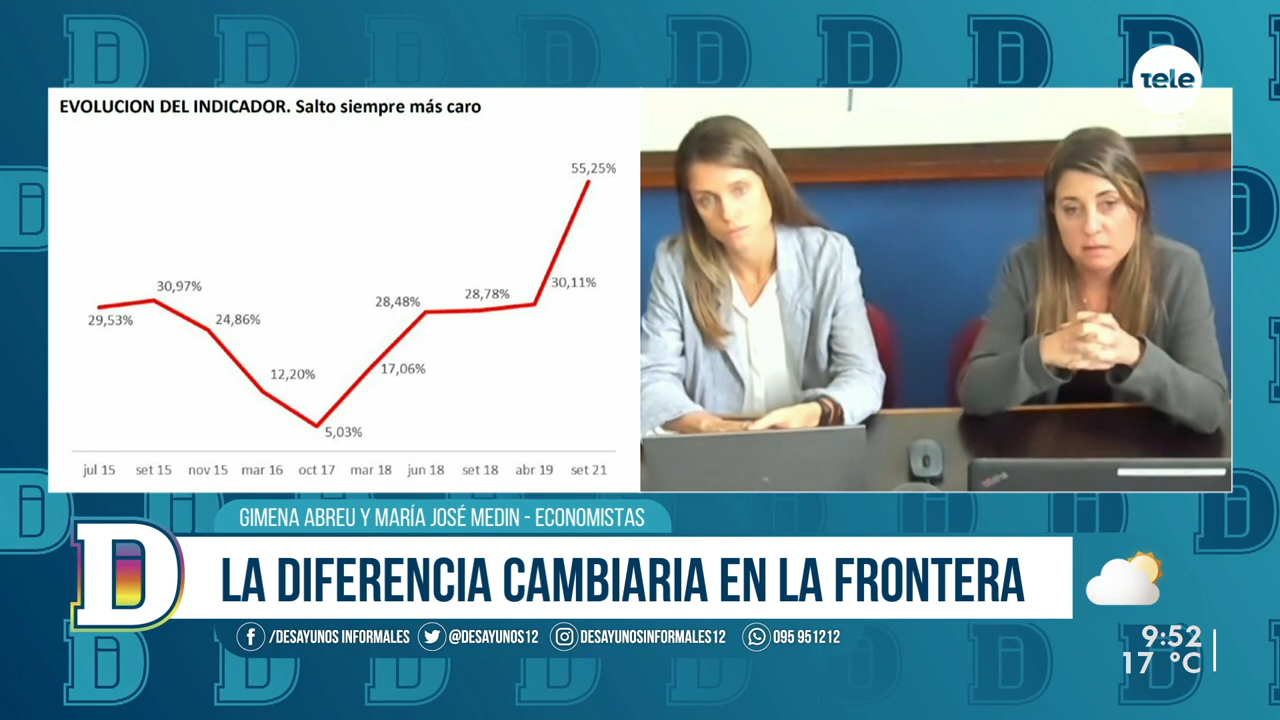 tele
EVOLUCION DEL INDICADOR. Salto siempre más caro
55,25%
30,97%
29,53%
24,86%
28,48%
28,78%
30,11%
12,20%
17,06%
5,03%
jul 15 set 15 nov 15 mar 16 oct 17 mar 18 jun 18 set 18 abr 19 set 21
GIMENA ABREU Y MARÍA JOSÉ MEDIN - ECONOMISTAS
D
LA DIFERENCIA CAMBIARIA EN LA FRONTERA
/DESAYUNOS INFORMALES @DESAYUNOS12 DESAYUNOSINFORMALES12 095 951212
9:52
17 °C